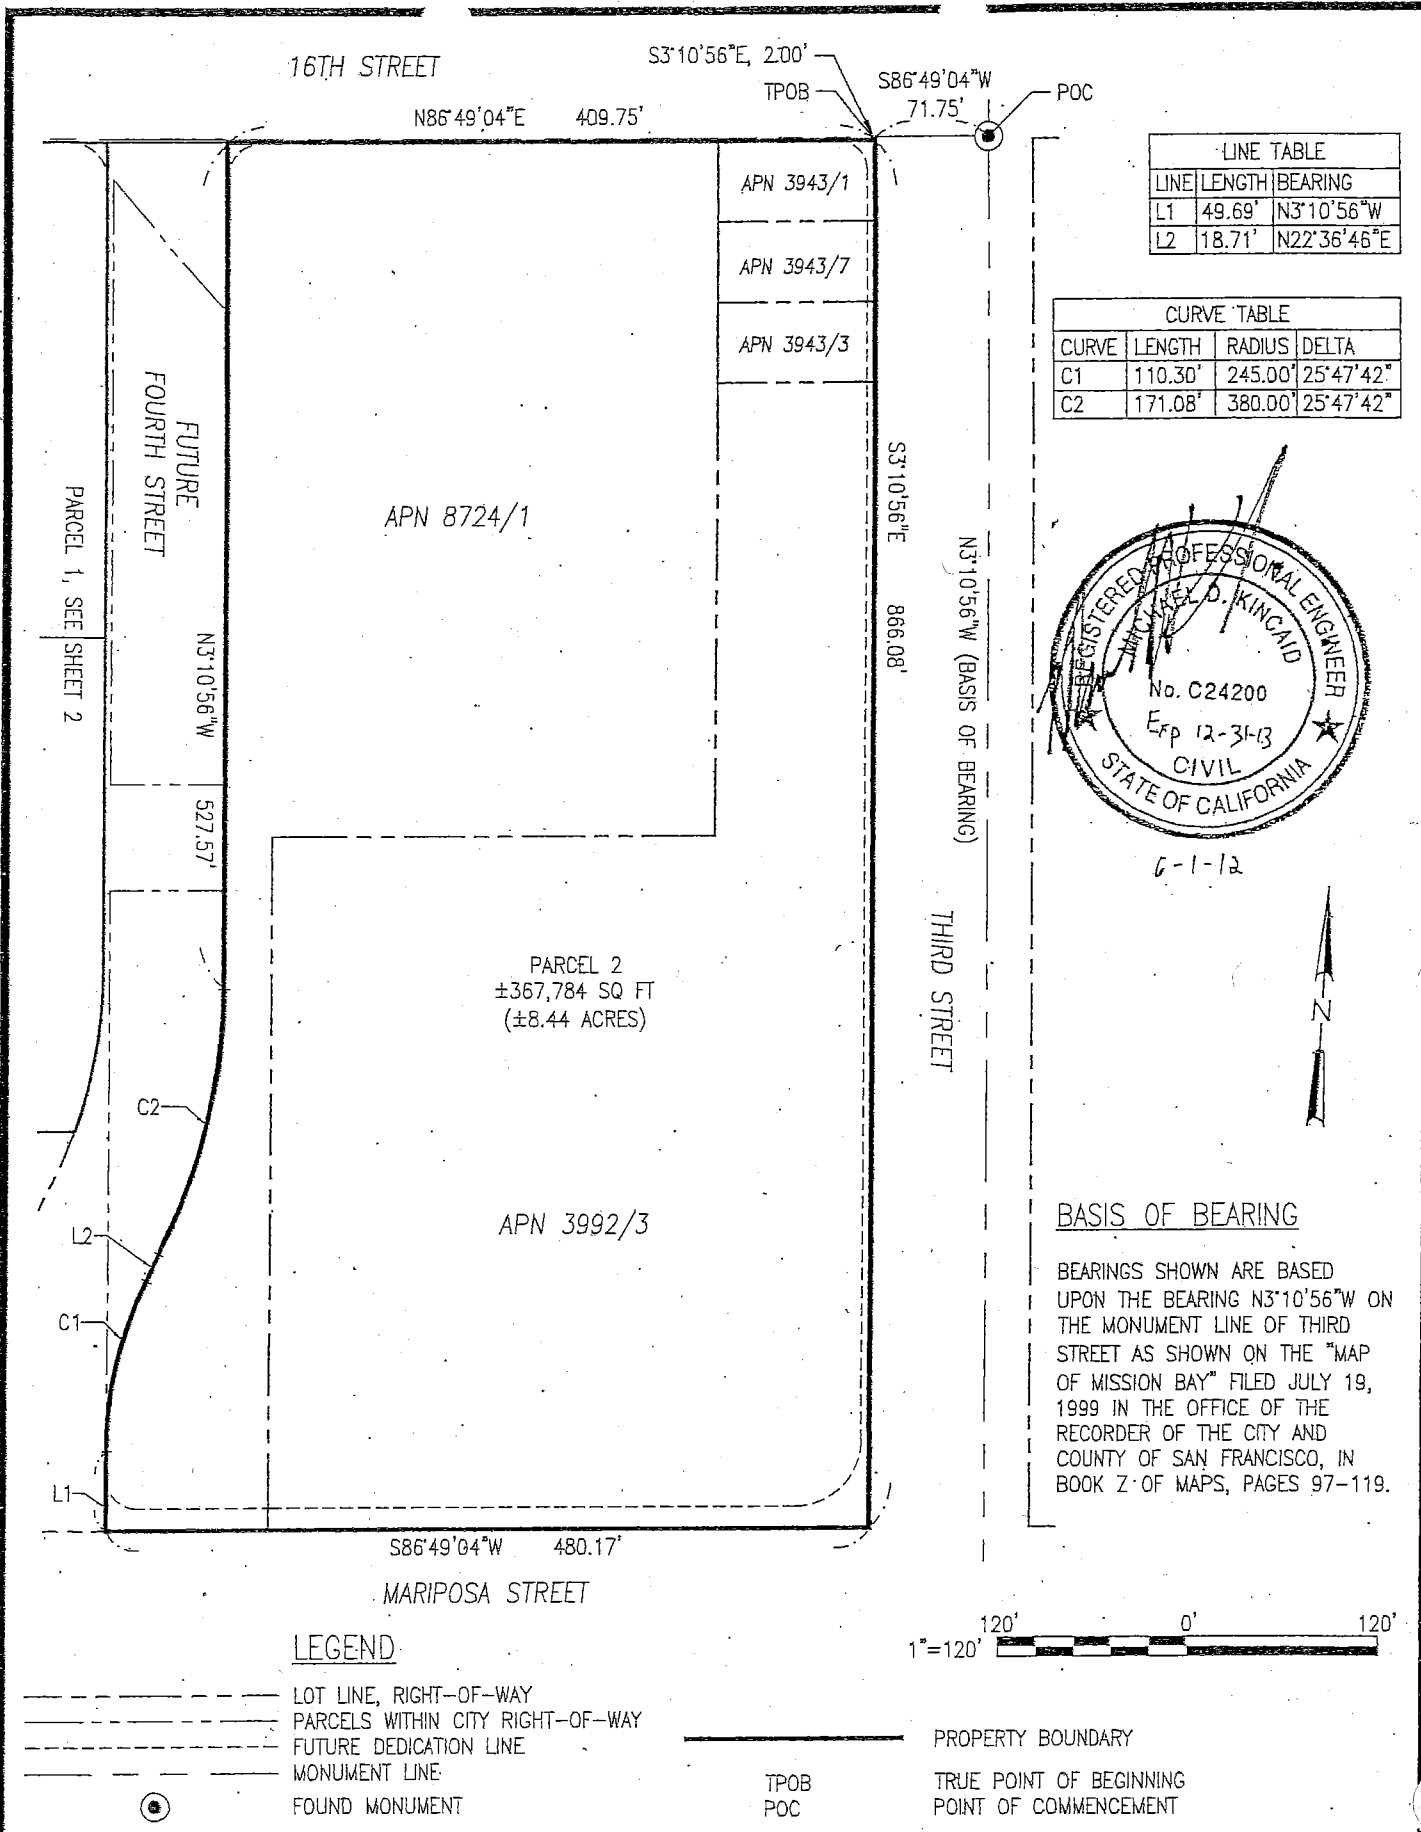 16TH STREET
S3°10'56"E, 2.00'
TPOB
S86°49'04"W
71.75'
POC
N86°49'04"E 409.75'
LINE TABLE
LINE LENGTH BEARING
L1 49.69' N3°10'56"W
L2 18.71' N22°36'46"E
CURVE TABLE
CURVE LENGTH RADIUS DELTA
C1 110.30' 245.00' 25°47'42"
C2 171.08' 380.00' 25°47'42"
APN 3943/1
APN 3943/7
APN 3943/3
FUTURE
FOURTH STREET
PARCEL 1, SEE SHEET 2
N3°10'56"W 527.57'
APN 8724/1
S3°10'56"E 866.08'
N3°10'56"W (BASIS OF BEARING)
THIRD STREET
REGISTERED PROFESSIONAL ENGINEER
MICHAEL D. KINCAID
No. C24200
Exp 12-31-13
CIVIL
STATE OF CALIFORNIA
6-1-12
N
PARCEL 2
±367,784 SQ FT
(±8.44 ACRES)
C2
L2
C1
L1
APN 3992/3
BASIS OF BEARING
BEARINGS SHOWN ARE BASED
UPON THE BEARING N3°10'56"W ON
THE MONUMENT LINE OF THIRD
STREET AS SHOWN ON THE "MAP
OF MISSION BAY" FILED JULY 19,
1999 IN THE OFFICE OF THE
RECORDER OF THE CITY AND
COUNTY OF SAN FRANCISCO, IN
BOOK Z OF MAPS, PAGES 97-119.
S86°49'04"W 480.17'
MARIPOSA STREET
120' 0' 120'
1"=120'
LEGEND
LOT LINE, RIGHT-OF-WAY
PARCELS WITHIN CITY RIGHT-OF-WAY
FUTURE DEDICATION LINE
MONUMENT LINE
FOUND MONUMENT
PROPERTY BOUNDARY
TPOB TRUE POINT OF BEGINNING
POC POINT OF COMMENCEMENT